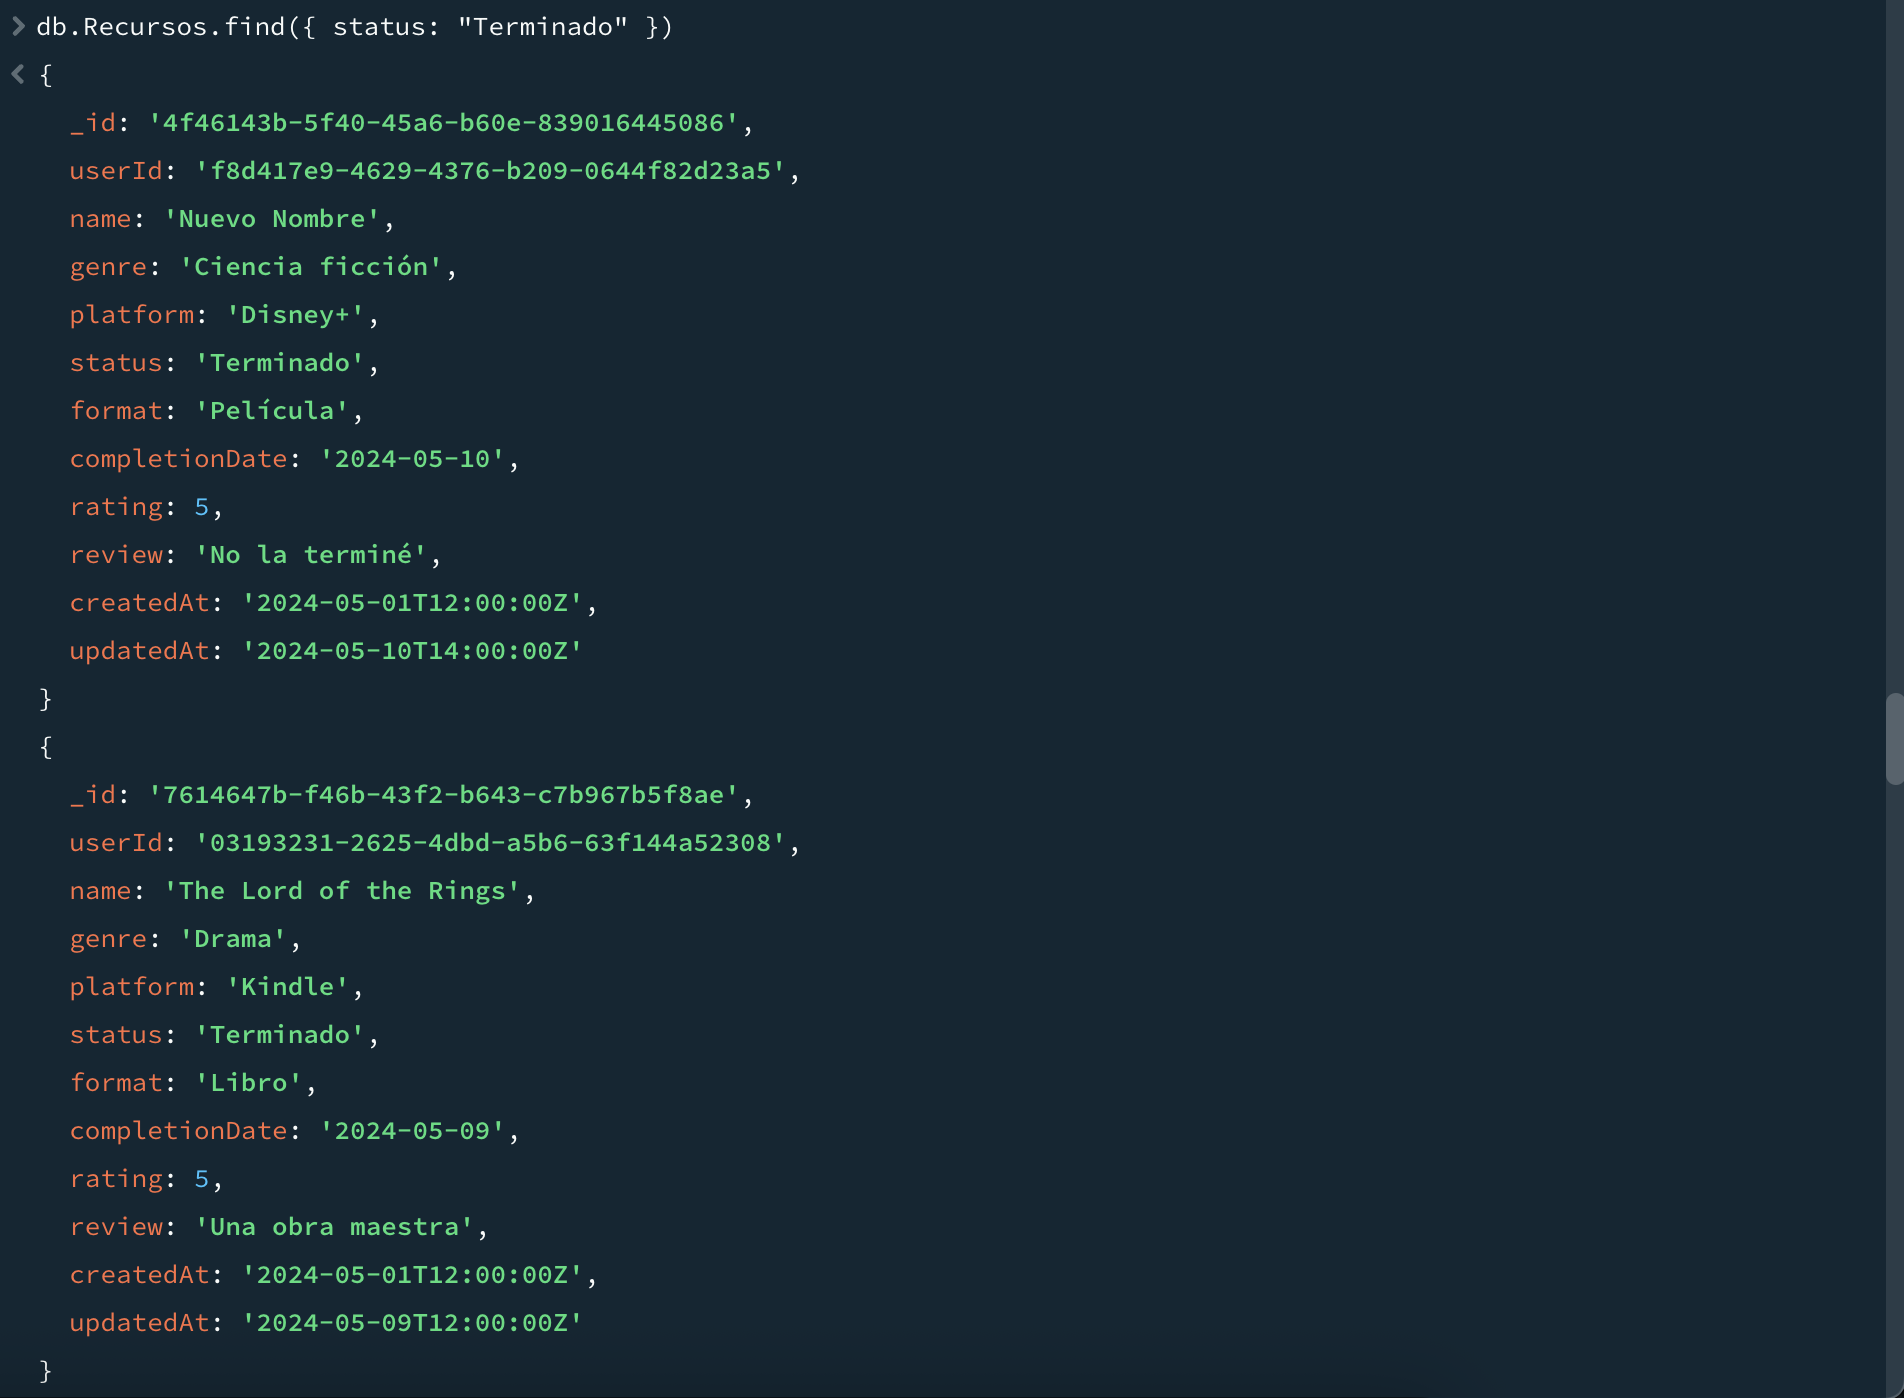 db.Recursos.find({ status: "Terminado" })
{
_id: '4f46143b-5f40-45a6-b60e-839016445086',
userId: 'f8d417e9-4629-4376-b209-0644f82d23a5',
name: 'Nuevo Nombre',
genre: 'Ciencia ficción',
platform: 'Disney+',
status: 'Terminado',
format: 'Película',
completionDate: '2024-05-10',
rating: 5,
review: 'No la terminé',
createdAt: '2024-05-01T12:00:00Z',
updatedAt: '2024-05-10T14:00:00Z'
}
{
_id: '7614647b-f46b-43f2-b643-c7b967b5f8ae',
userId: '03193231-2625-4dbd-a5b6-63f144a52308',
name: 'The Lord of the Rings',
genre: 'Drama',
platform: 'Kindle',
status: 'Terminado',
format: 'Libro',
completionDate: '2024-05-09',
rating: 5,
review: 'Una obra maestra',
createdAt: '2024-05-01T12:00:00Z',
updatedAt: '2024-05-09T12:00:00Z'
}